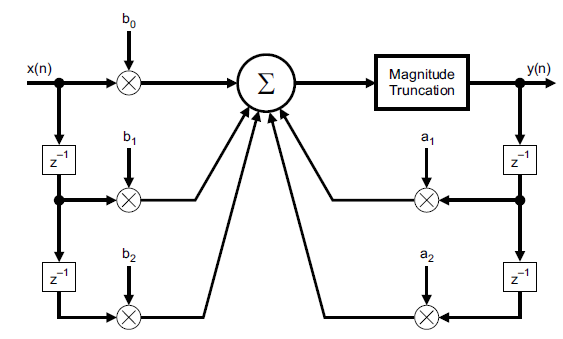 b₀
x(n)
Σ
Magnitude
Truncation
y(n)
b₁
a₁
z⁻¹
z⁻¹
b₂
a₂
z⁻¹
z⁻¹